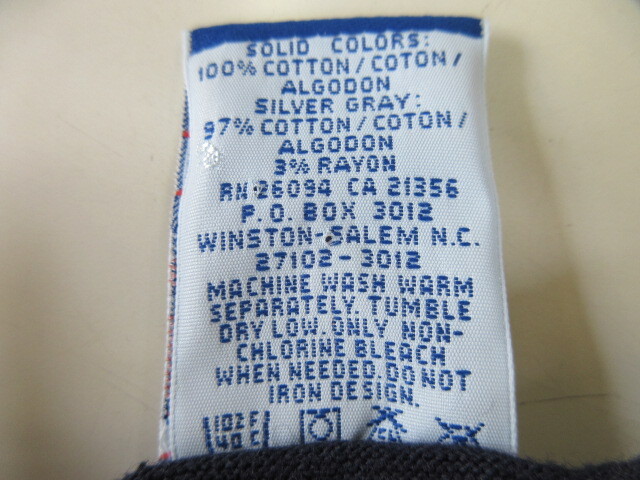 SOLID COLORS:
100% COTTON/COTON/
ALGODON
SILVER GRAY:
97% COTTON/COTON/
ALGODON
3% RAYON
RN 26094 CA 21356
P.O. BOX 3012
WINSTON-SALEM N.C.
27102-3012
MACHINE WASH WARM
SEPARATELY. TUMBLE
DRY LOW. ONLY NON-
CHLORINE BLEACH
WHEN NEEDED. DO NOT
IRON DESIGN.